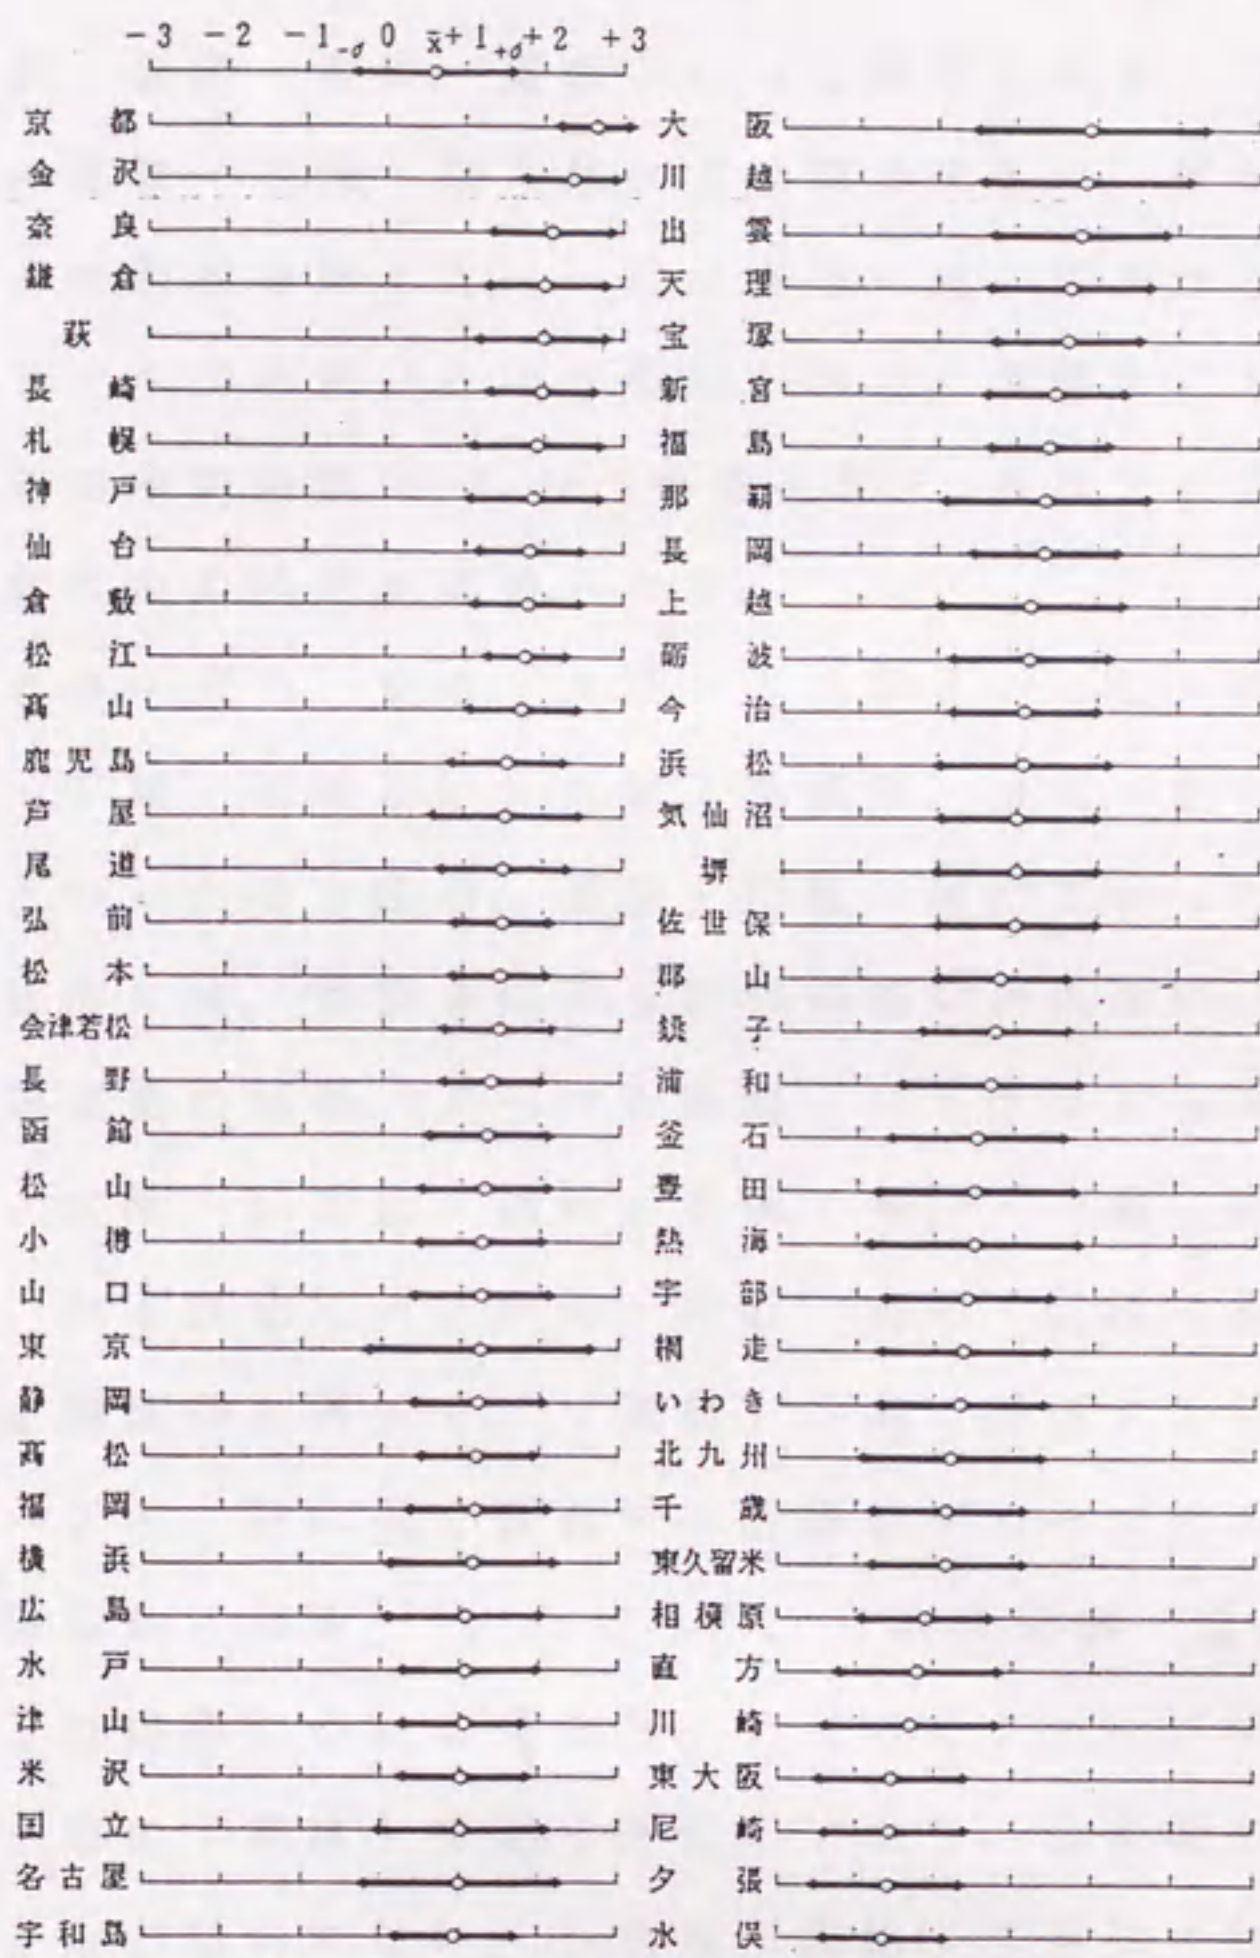 -3 -2 -1 -σ 0 x̄ +1 +σ +2 +3
京都
金沢
奈良
鎌倉
萩
長崎
札幌
神戸
仙台
倉敷
松江
高山
鹿児島
芦屋
尾道
弘前
松本
会津若松
長野
函館
松山
小樽
山口
東京
静岡
高松
福岡
横浜
広島
水戸
津山
米沢
国立
名古屋
宇和島
大阪
川越
出雲
天理
宝塚
新宮
福島
那覇
長岡
上越
砺波
今治
浜松
気仙沼
堺
佐世保
郡山
銚子
浦和
釜石
豊田
熱海
宇部
網走
いわき
北九州
千歳
東久留米
相模原
直方
川崎
東大阪
尼崎
夕張
水俣